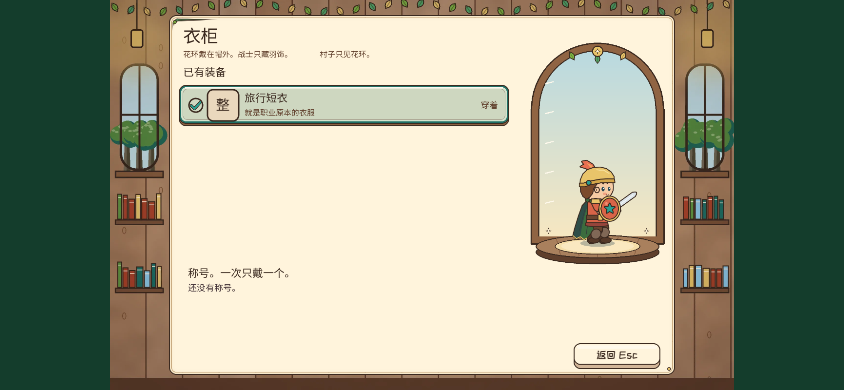 衣柜
花环戴在帽外。战士只藏羽饰。 村子只见花环。
已有装备
整
旅行短衣
就是职业原本的衣服
穿着
称号。一次只戴一个。
还没有称号。
返回 Esc